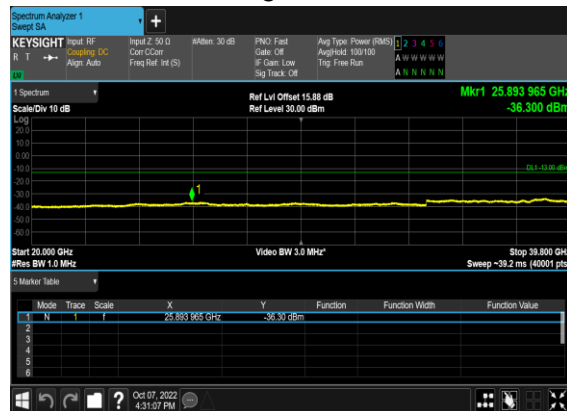 Spectrum Analyzer 1
Swept SA
KEYSIGHT Input: RF Input Z: 50 Ω #Atten: 30 dB PNO: Fast Avg Type: Power (RMS) 1 2 3 4 5 6
R T Coupling: DC Corr CCorr Gate: Off Avg|Hold: 100/100 A W W W W W
Align: Auto Freq Ref: Int (S) IF Gain: Low Trig: Free Run
Sig Track: Off A N N N N N
LXI
1 Spectrum Ref Lvl Offset 15.88 dB Mkr1 25.893 965 GHz
Scale/Div 10 dB Ref Level 30.00 dBm -36.300 dBm
Log
20.0
10.0
0.00
-10.0
DL1 -13.00 dBm
-20.0
-30.0
1
-40.0
-50.0
-60.0
Start 20.000 GHz Video BW 3.0 MHz* Stop 39.800 GHz
#Res BW 1.0 MHz Sweep ~39.2 ms (40001 pts)
5 Marker Table
Mode Trace Scale X Y Function Function Width Function Value
1 N 1 f 25.893 965 GHz -36.30 dBm
2
3
4
5
6
? Oct 07, 2022
4:31:07 PM